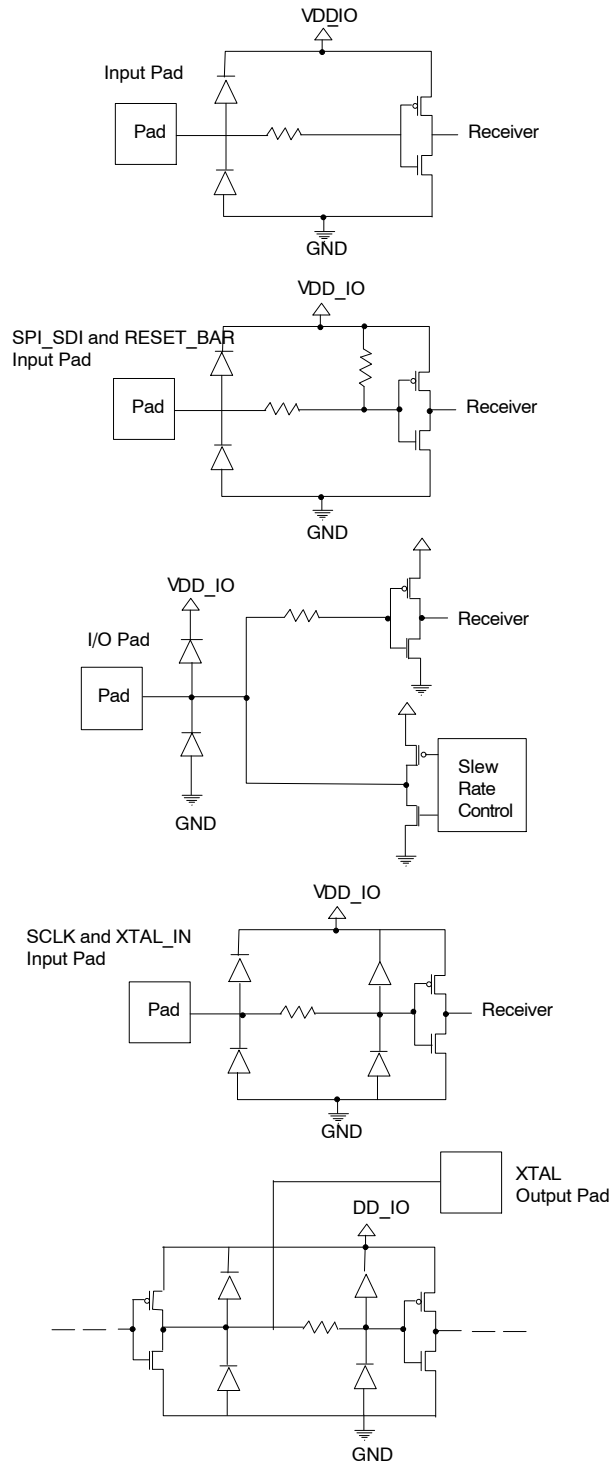 VDDIO
Input Pad
Pad
Receiver
GND
VDD_IO
SPI_SDI and RESET_BAR
Input Pad
Pad
Receiver
GND
VDD_IO
I/O Pad
Receiver
Pad
GND
Slew
Rate
Control
VDD_IO
SCLK and XTAL_IN
Input Pad
Pad
Receiver
GND
XTAL
Output Pad
DD_IO
GND